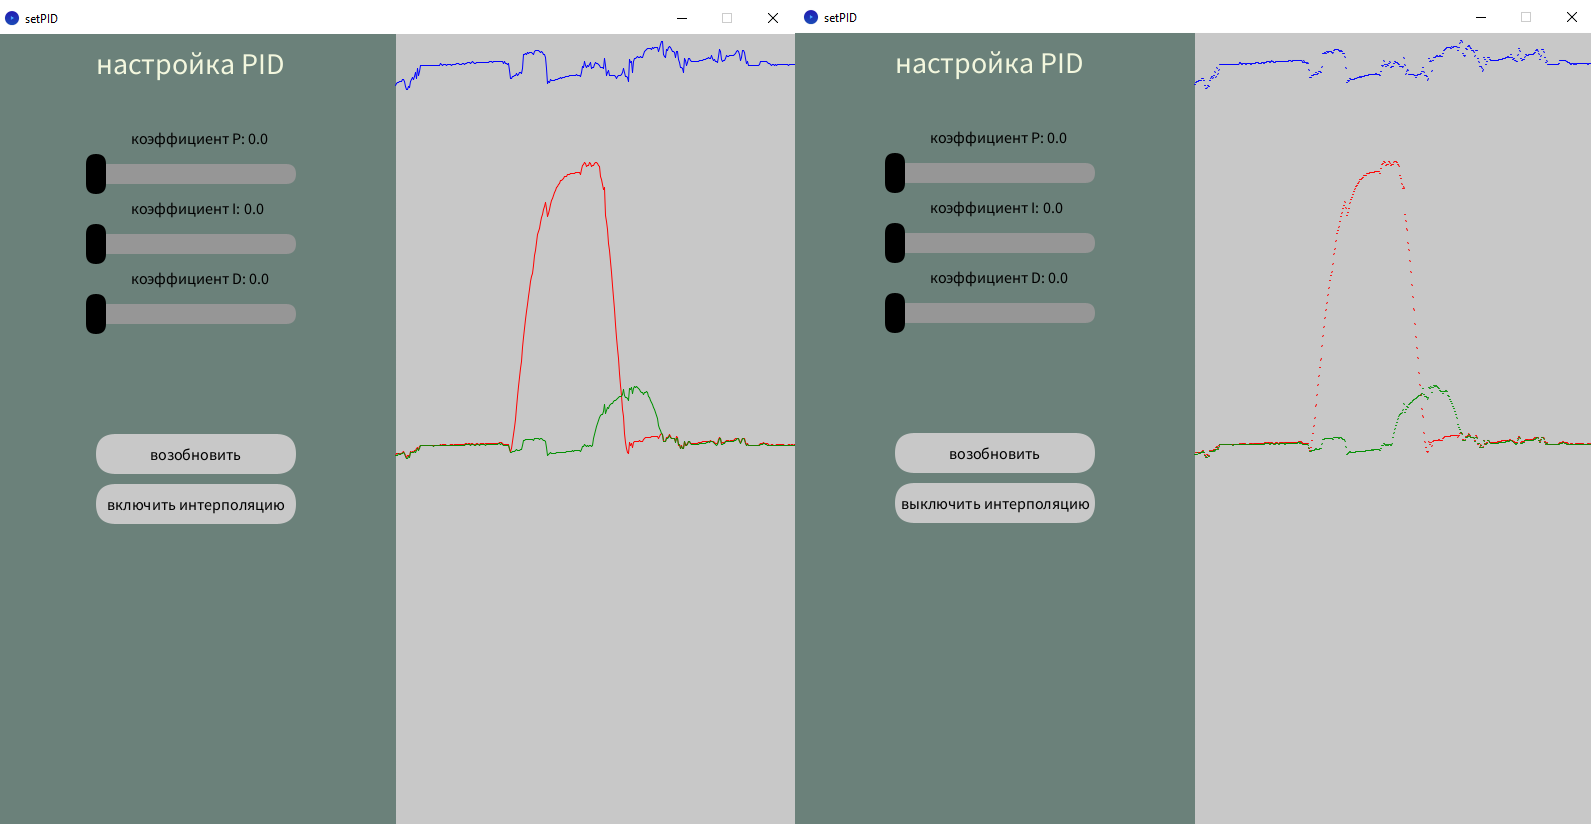 setPID
настройка PID
коэффициент P: 0.0
коэффициент I: 0.0
коэффициент D: 0.0
возобновить
включить интерполяцию
setPID
настройка PID
коэффициент P: 0.0
коэффициент I: 0.0
коэффициент D: 0.0
возобновить
выключить интерполяцию